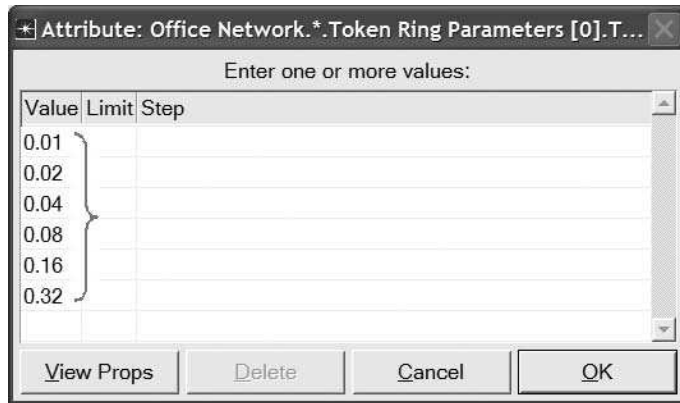 Attribute: Office Network.*.Token Ring Parameters [0].T...
Enter one or more values:
Value Limit Step
0.01
0.02
0.04
0.08
0.16
0.32
View Props Delete Cancel OK